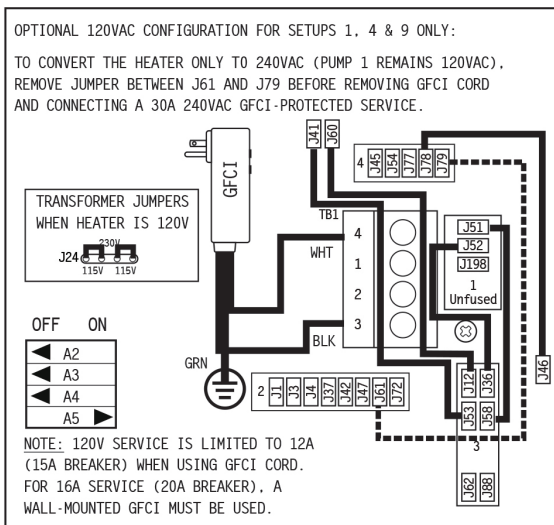 OPTIONAL 120VAC CONFIGURATION FOR SETUPS 1, 4 & 9 ONLY:
TO CONVERT THE HEATER ONLY TO 240VAC (PUMP 1 REMAINS 120VAC),
REMOVE JUMPER BETWEEN J61 AND J79 BEFORE REMOVING GFCI CORD
AND CONNECTING A 30A 240VAC GFCI-PROTECTED SERVICE.
GFCI
J41
J60
4
J45
J54
J77
J78
J79
TRANSFORMER JUMPERS
WHEN HEATER IS 120V
230V
J24
115V 115V
TB1
4
1
2
3
WHT
BLK
GRN
J51
J52
J198
1
Unfused
OFF ON
A2
A3
A4
A5
2
J1
J3
J4
J37
J42
J47
J61
J72
J12
J36
J53
J58
3
J62
J88
J46
NOTE: 120V SERVICE IS LIMITED TO 12A
(15A BREAKER) WHEN USING GFCI CORD.
FOR 16A SERVICE (20A BREAKER), A
WALL-MOUNTED GFCI MUST BE USED.